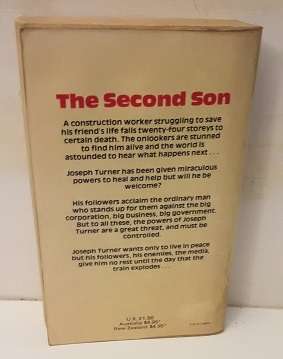 The Second Son
A construction worker struggling to save
his friend's life falls twenty-four storeys to
certain death. The onlookers are stunned
to find him alive and the world is
astounded to hear what happens next . . .
Joseph Turner has been given miraculous
powers to heal and help but will he be
welcome?
His followers acclaim the ordinary man
who stands up for them against the big
corporation, big business, big government.
But to all these, the powers of Joseph
Turner are a great threat, and must be
controlled.
Joseph Turner wants only to live in peace
but his followers, his enemies, the media,
give him no rest until the day that the
train explodes . . .
U.K.
Australia
New Zealand